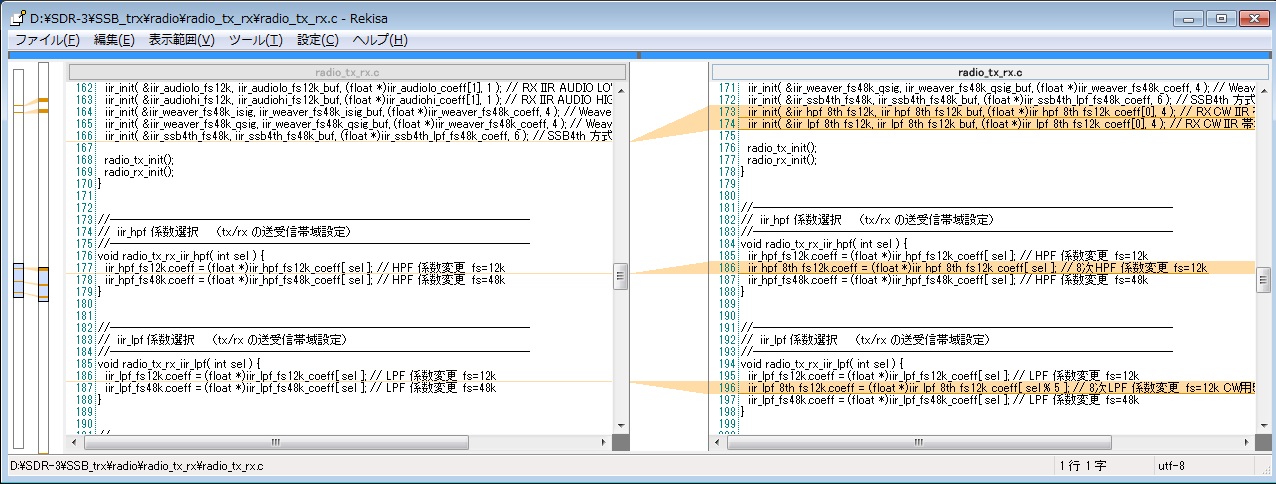 D:¥SDR-3¥SSB_trx¥radio¥radio_tx_rx¥radio_tx_rx.c - Rekisa
ファイル(F) 編集(E) 表示範囲(V) ツール(T) 設定(C) ヘルプ(H)
radio_tx_rx.c
162 iir_init( &iir_audiolo_fs12k, iir_audiolo_fs12k_buf, (float *)iir_audiolo_coeff[1], 1 ); // RX IIR AUDIO LO
163 iir_init( &iir_audiohi_fs12k, iir_audiohi_fs12k_buf, (float *)iir_audiohi_coeff[1], 1 ); // RX IIR AUDIO HIG
164 iir_init( &iir_weaver_fs48k_isig, iir_weaver_fs48k_isig_buf, (float *)iir_weaver_fs48k_coeff, 4 ); // Weaver
165 iir_init( &iir_weaver_fs48k_qsig, iir_weaver_fs48k_qsig_buf, (float *)iir_weaver_fs48k_coeff, 4 ); // Weav
166 iir_init( &iir_ssb4th_fs48k, iir_ssb4th_fs48k_buf, (float *)iir_ssb4th_lpf_fs48k_coeff, 6 ); // SSB4th 方式
167
168 radio_tx_init();
169 radio_rx_init();
170 }
171
172
173 //
174 // iir_hpf 係数選択 (tx/rx の送受信帯域設定)
175 //
176 void radio_tx_rx_iir_hpf( int sel ) {
177 iir_hpf_fs12k.coeff = (float *)iir_hpf_fs12k_coeff[ sel ]; // HPF 係数変更 fs=12k
178 iir_hpf_fs48k.coeff = (float *)iir_hpf_fs48k_coeff[ sel ]; // HPF 係数変更 fs=48k
179 }
180
181
182 //
183 // iir_lpf 係数選択 (tx/rx の送受信帯域設定)
184 //
185 void radio_tx_rx_iir_lpf( int sel ) {
186 iir_lpf_fs12k.coeff = (float *)iir_lpf_fs12k_coeff[ sel ]; // LPF 係数変更 fs=12k
187 iir_lpf_fs48k.coeff = (float *)iir_lpf_fs48k_coeff[ sel ]; // LPF 係数変更 fs=48k
188 }
189
190
radio_tx_rx.c
171 iir_init( &iir_weaver_fs48k_qsig, iir_weaver_fs48k_qsig_buf, (float *)iir_weaver_fs48k_coeff, 4 ); // Weav
172 iir_init( &iir_ssb4th_fs48k, iir_ssb4th_fs48k_buf, (float *)iir_ssb4th_lpf_fs48k_coeff, 6 ); // SSB4th 方式
173 iir_init( &iir_hpf_8th_fs12k, iir_hpf_8th_fs12k_buf, (float *)iir_hpf_8th_fs12k_coeff[0], 4 ); // RX CW IIR
174 iir_init( &iir_lpf_8th_fs12k, iir_lpf_8th_fs12k_buf, (float *)iir_lpf_8th_fs12k_coeff[0], 4 ); // RX CW IIR 帯
175
176 radio_tx_init();
177 radio_rx_init();
178 }
179
180
181 //
182 // iir_hpf 係数選択 (tx/rx の送受信帯域設定)
183 //
184 void radio_tx_rx_iir_hpf( int sel ) {
185 iir_hpf_fs12k.coeff = (float *)iir_hpf_fs12k_coeff[ sel ]; // HPF 係数変更 fs=12k
186 iir_hpf_8th_fs12k.coeff = (float *)iir_hpf_8th_fs12k_coeff[ sel ]; // 8次HPF 係数変更 fs=12k
187 iir_hpf_fs48k.coeff = (float *)iir_hpf_fs48k_coeff[ sel ]; // HPF 係数変更 fs=48k
188 }
189
190
191 //
192 // iir_lpf 係数選択 (tx/rx の送受信帯域設定)
193 //
194 void radio_tx_rx_iir_lpf( int sel ) {
195 iir_lpf_fs12k.coeff = (float *)iir_lpf_fs12k_coeff[ sel ]; // LPF 係数変更 fs=12k
196 iir_lpf_8th_fs12k.coeff = (float *)iir_lpf_8th_fs12k_coeff[ sel % 5 ]; // 8次LPF 係数変更 fs=12k CW用
197 iir_lpf_fs48k.coeff = (float *)iir_lpf_fs48k_coeff[ sel ]; // LPF 係数変更 fs=48k
198 }
199
D:¥SDR-3¥SSB_trx¥radio¥radio_tx_rx¥radio_tx_rx.c
1 行 1 字
utf-8